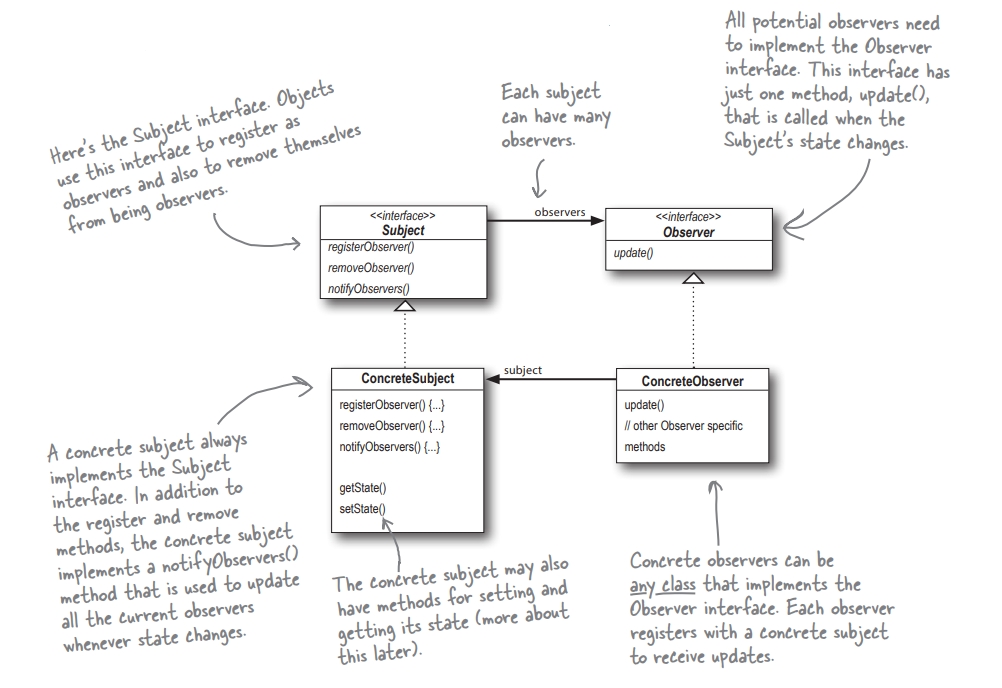 All potential observers need
to implement the Observer
interface. This interface has
just one method, update(),
that is called when the
Subject's state changes.
Each subject
can have many
observers.
Here's the Subject interface. Objects
use this interface to register as
observers and also to remove themselves
from being observers.
<<interface>>
Subject
registerObserver()
removeObserver()
notifyObservers()
observers
<<interface>>
Observer
update()
ConcreteSubject
registerObserver() {...}
removeObserver() {...}
notifyObservers() {...}
getState()
setState()
subject
ConcreteObserver
update()
// other Observer specific
methods
A concrete subject always
implements the Subject
interface. In addition to
the register and remove
methods, the concrete subject
implements a notifyObservers()
method that is used to update
all the current observers
whenever state changes.
The concrete subject may also
have methods for setting and
getting its state (more about
this later).
Concrete observers can be
any class that implements the
Observer interface. Each observer
registers with a concrete subject
to receive updates.